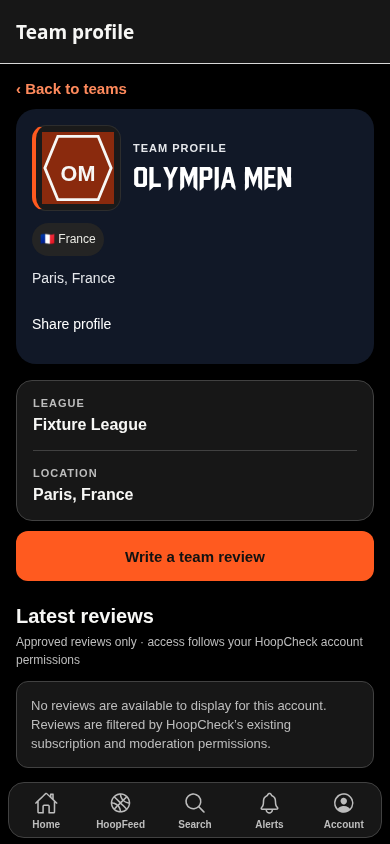 Team profile
‹ Back to teams
OM
TEAM PROFILE
OLYMPIA MEN
🇫🇷 France
Paris, France
Share profile
LEAGUE
Fixture League
LOCATION
Paris, France
Write a team review
Latest reviews
Approved reviews only · access follows your HoopCheck account
permissions
No reviews are available to display for this account.
Reviews are filtered by HoopCheck's existing
subscription and moderation permissions.
Home HoopFeed Search Alerts Account